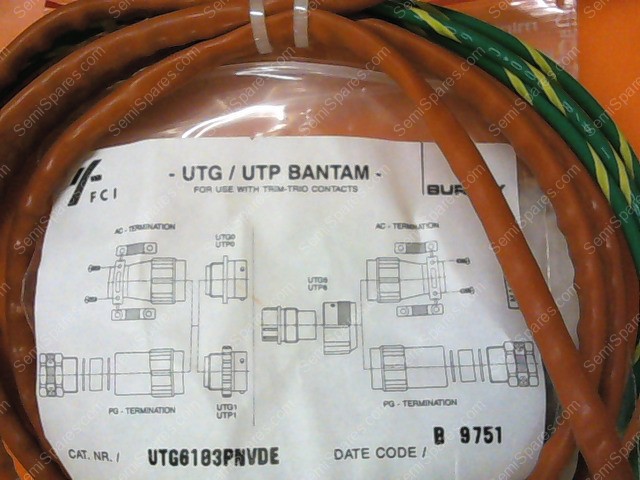 FCI
- UTG / UTP BANTAM -
FOR USE WITH TRIM-TRIO CONTACTS
AC - TERMINATION
UTG0
UTP0
UTG6
UTP6
AC - TERMINATION
PG - TERMINATION
UTG1
UTP1
PG - TERMINATION
CAT. NR. / UTG6183PNVDE
DATE CODE / B 9751
SemiSpares.com